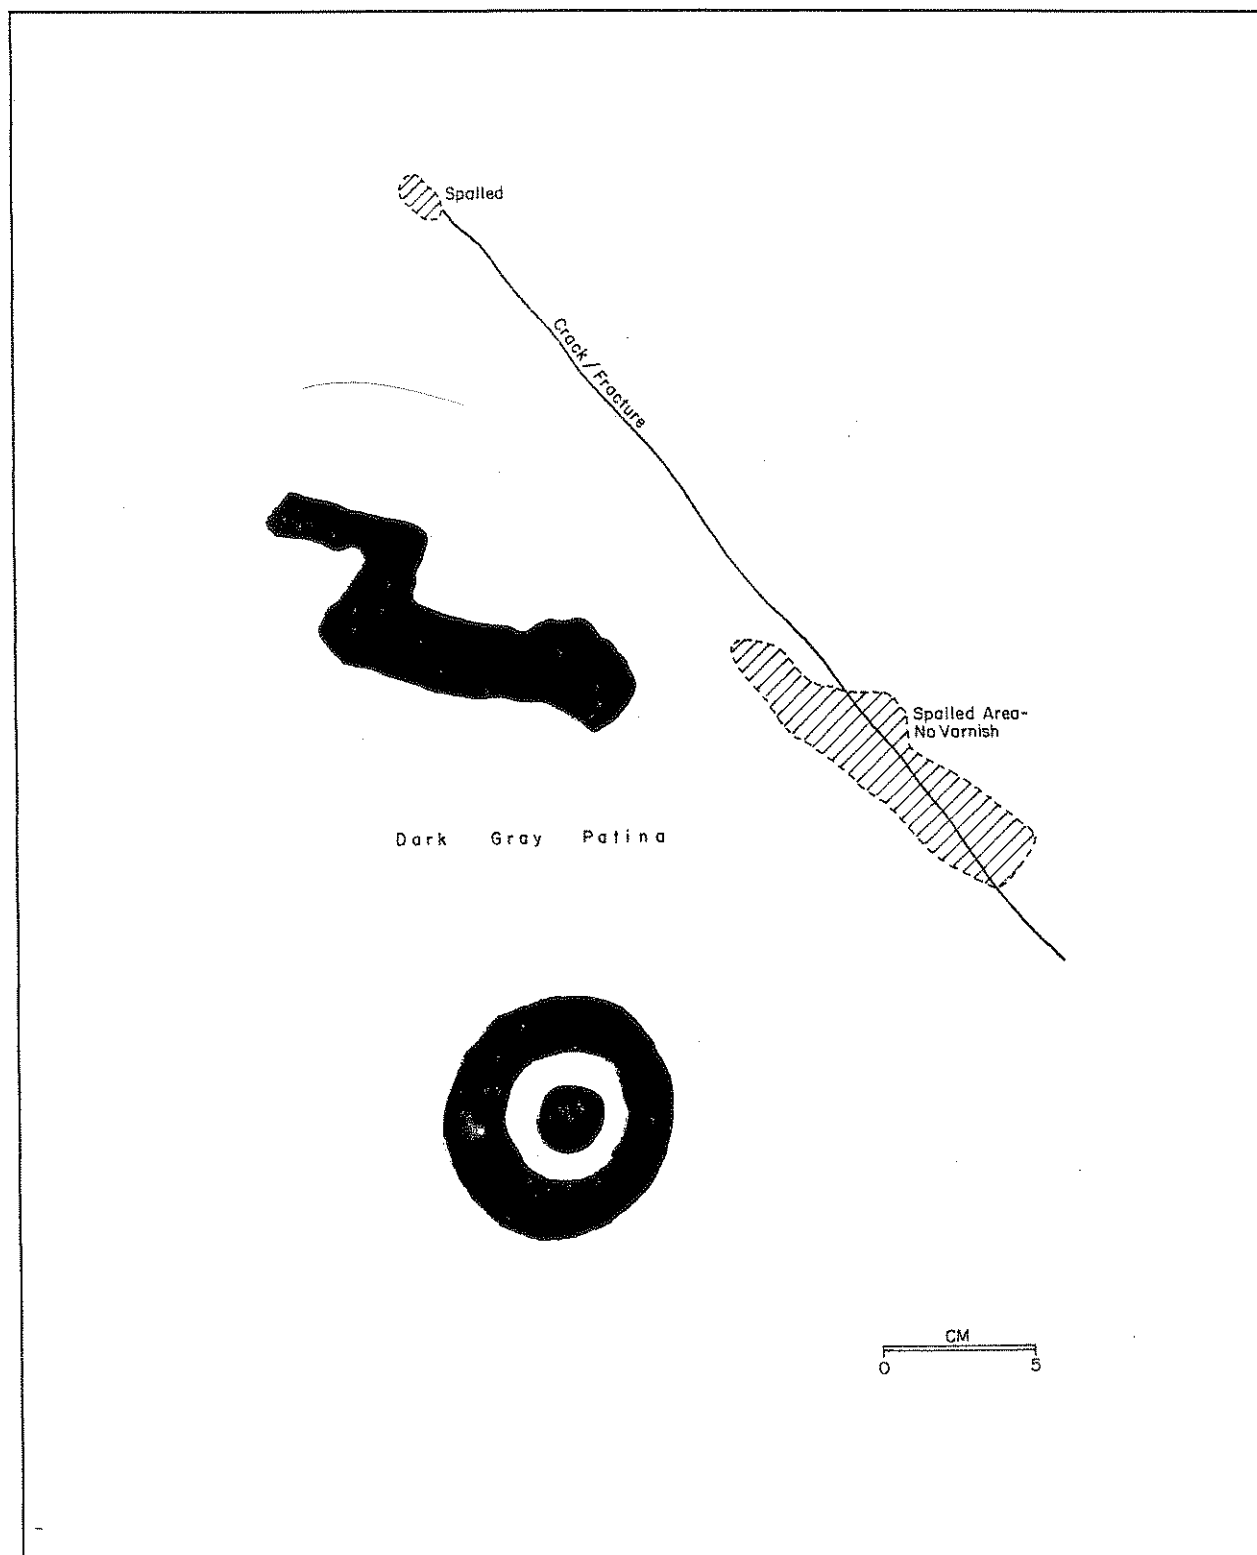 Spalled
Crack/Fracture
Spalled Area-
No Varnish
Dark Gray Patina
CM
0 5